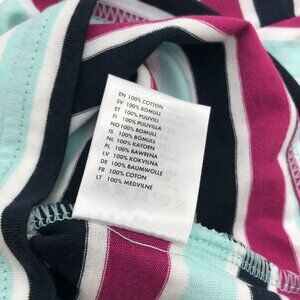 EN 100% COTTON
SV 100% BOMULL
ET 100% PUUVILL
FI 100% PUUVILLA
NO 100% BOMULL
IS 100% BÓMULL
NL 100% KATOEN
PL 100% BAWEŁNA
LV 100% KOKVILNA
DE 100% BAUMWOLLE
FR 100% COTON
LT 100% MEDVILNĖ